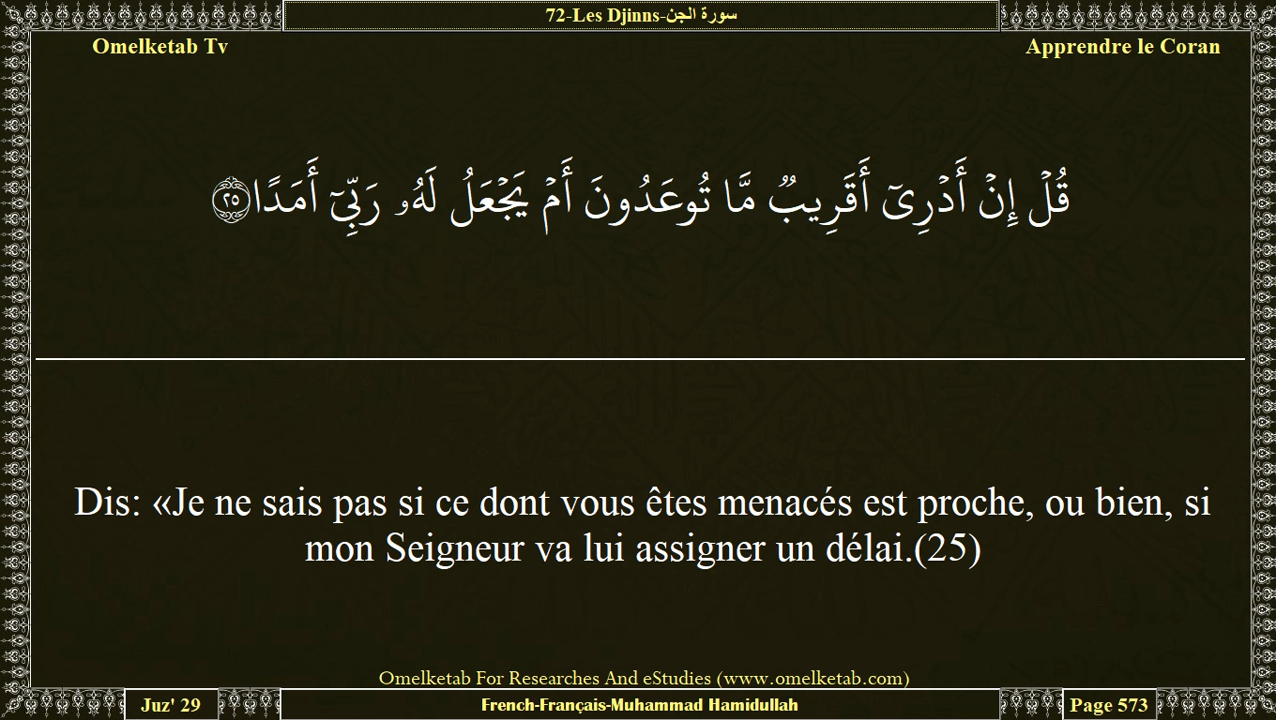 72-Les Djinns-سورة الجن
Omelketab Tv
Apprendre le Coran
قُلۡ إِنۡ أَدۡرِيٓ أَقَرِيبٞ مَّا تُوعَدُونَ أَمۡ يَجۡعَلُ لَهُۥ رَبِّيٓ أَمَدًا ٢٥
Dis: «Je ne sais pas si ce dont vous êtes menacés est proche, ou bien, si
mon Seigneur va lui assigner un délai.(25)
Omelketab For Researches And eStudies (www.omelketab.com)
Juz' 29
French-Français-Muhammad Hamidullah
Page 573